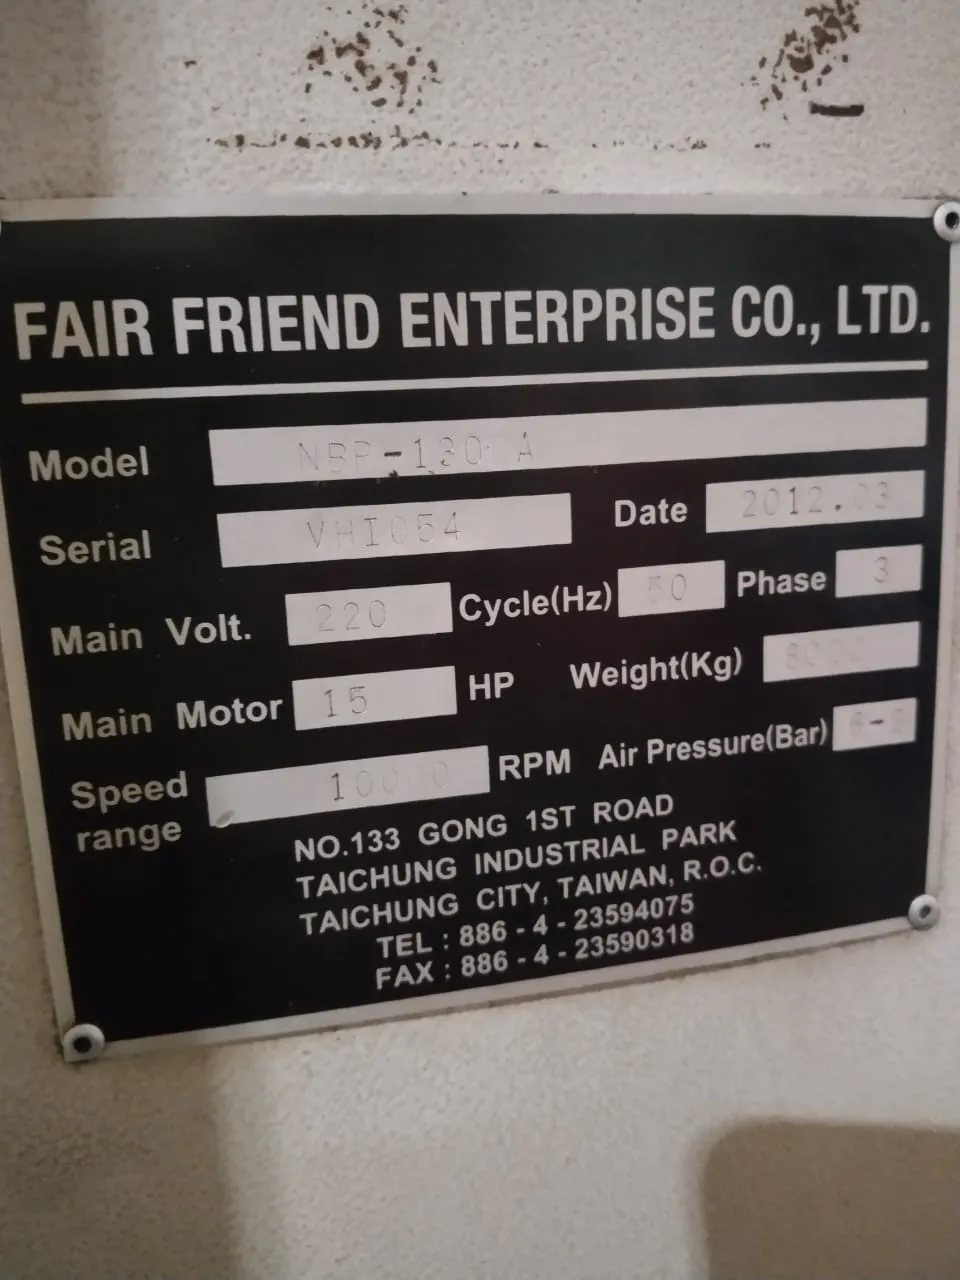 FAIR FRIEND ENTERPRISE CO., LTD.
Model NBP-130 A
Serial VHI054 Date 2012.03
Main Volt. 220 Cycle(Hz) 50 Phase 3
Main Motor 15 HP Weight(Kg)
Speed range 10000 RPM Air Pressure(Bar)
NO.133 GONG 1ST ROAD
TAICHUNG INDUSTRIAL PARK
TAICHUNG CITY, TAIWAN, R.O.C.
TEL : 886 - 4 - 23594075
FAX : 886 - 4 - 23590318